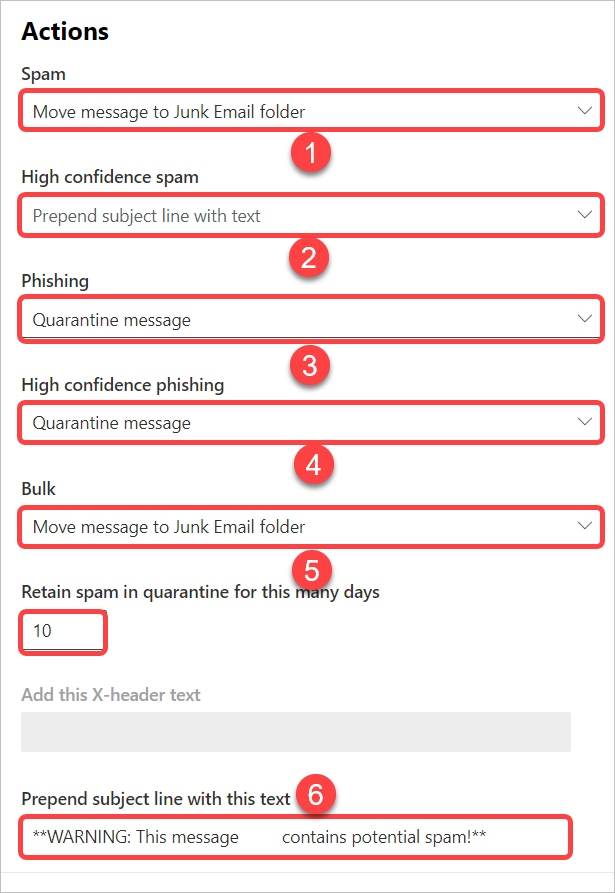 Actions
Spam
Move message to Junk Email folder
1
High confidence spam
Prepend subject line with text
2
Phishing
Quarantine message
3
High confidence phishing
Quarantine message
4
Bulk
Move message to Junk Email folder
5
Retain spam in quarantine for this many days
10
Add this X-header text
Prepend subject line with this text 6
**WARNING: This message contains potential spam!**